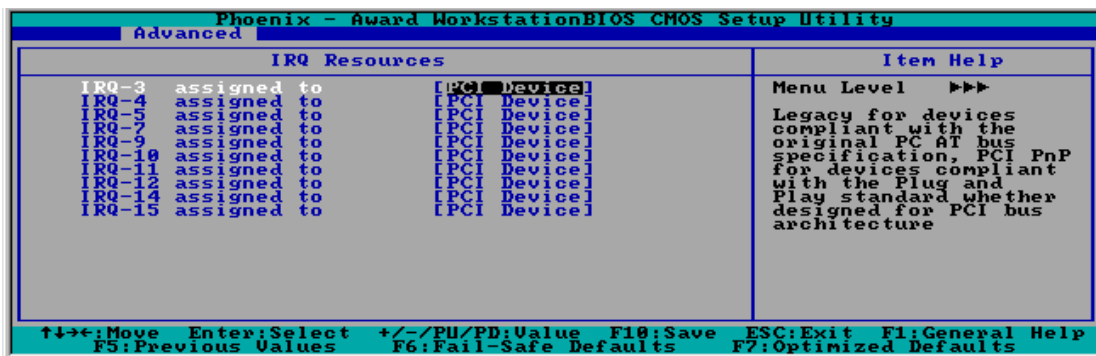 Phoenix - Award WorkstationBIOS CMOS Setup Utility
Advanced
IRQ Resources
Item Help
IRQ-3 assigned to [PCI Device]
IRQ-4 assigned to [PCI Device]
IRQ-5 assigned to [PCI Device]
IRQ-7 assigned to [PCI Device]
IRQ-9 assigned to [PCI Device]
IRQ-10 assigned to [PCI Device]
IRQ-11 assigned to [PCI Device]
IRQ-12 assigned to [PCI Device]
IRQ-14 assigned to [PCI Device]
IRQ-15 assigned to [PCI Device]
Menu Level ►►►
Legacy for devices
compliant with the
original PC AT bus
specification, PCI PnP
for devices compliant
with the Plug and
Play standard whether
designed for PCI bus
architecture
↑↓→←:Move Enter:Select +/-/PU/PD:Value F10:Save ESC:Exit F1:General Help
F5:Previous Values F6:Fail-Safe Defaults F7:Optimized Defaults